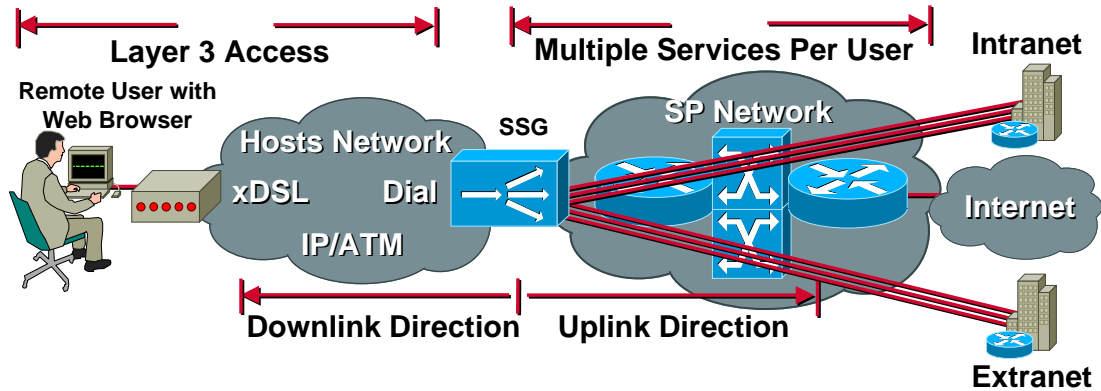 Layer 3 Access
Multiple Services Per User
Intranet
Remote User with
Web Browser
Hosts Network
SSG
SP Network
xDSL
Dial
Internet
IP/ATM
Downlink Direction
Uplink Direction
Extranet